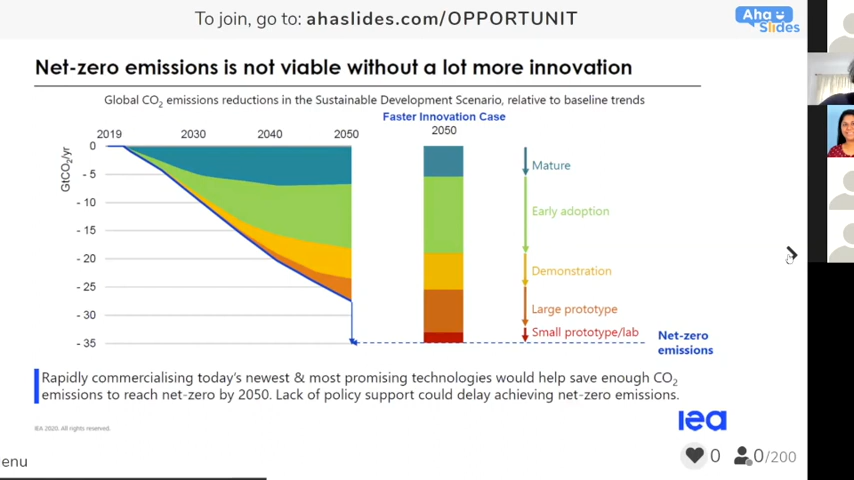 To join, go to: ahaslides.com/OPPORTUNIT
Aha
Slides
Net-zero emissions is not viable without a lot more innovation
Global CO2 emissions reductions in the Sustainable Development Scenario, relative to baseline trends
Faster Innovation Case
2019 2030 2040 2050 2050
GtCO2/yr
0
- 5
- 10
- 15
- 20
- 25
- 30
- 35
Mature
Early adoption
Demonstration
Large prototype
Small prototype/lab
Net-zero
emissions
Rapidly commercialising today's newest & most promising technologies would help save enough CO2
emissions to reach net-zero by 2050. Lack of policy support could delay achieving net-zero emissions.
IEA 2020. All rights reserved.
iea
enu
0 0/200